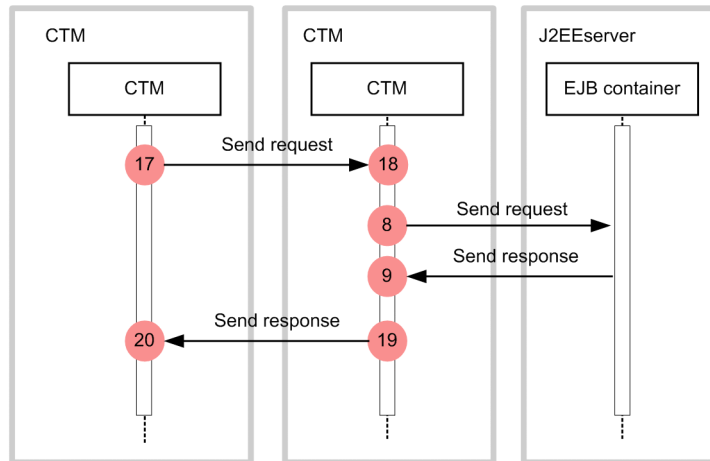 CTM
CTM
J2EEserver
CTM
CTM
EJB container
Send request
17
18
Send request
8
Send response
9
Send response
20
19